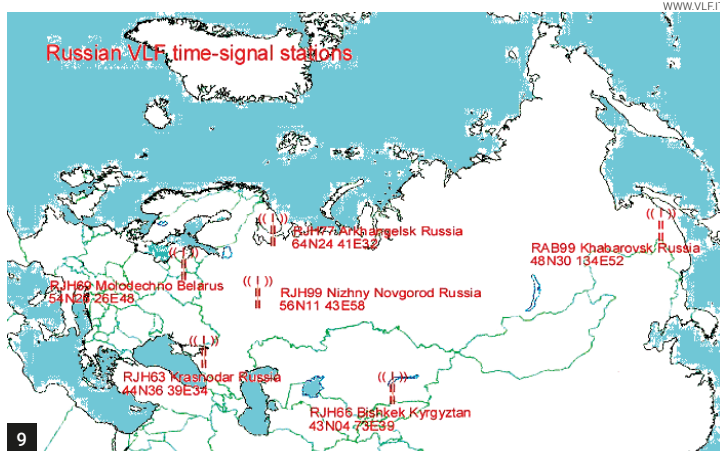 WWW.VLF.IT
Russian VLF time-signal stations
(( I ))
RJH77 Arkhangelsk Russia
64N24 41E32
(( I ))
RAB99 Khabarovsk Russia
48N30 134E52
(( I ))
RJH69 Molodechno Belarus
54N28 26E48
(( I ))
RJH99 Nizhny Novgorod Russia
56N11 43E58
(( I ))
RJH63 Krasnodar Russia
44N36 39E34
(( I ))
RJH66 Bishkek Kyrgyztan
43N04 73E39
9